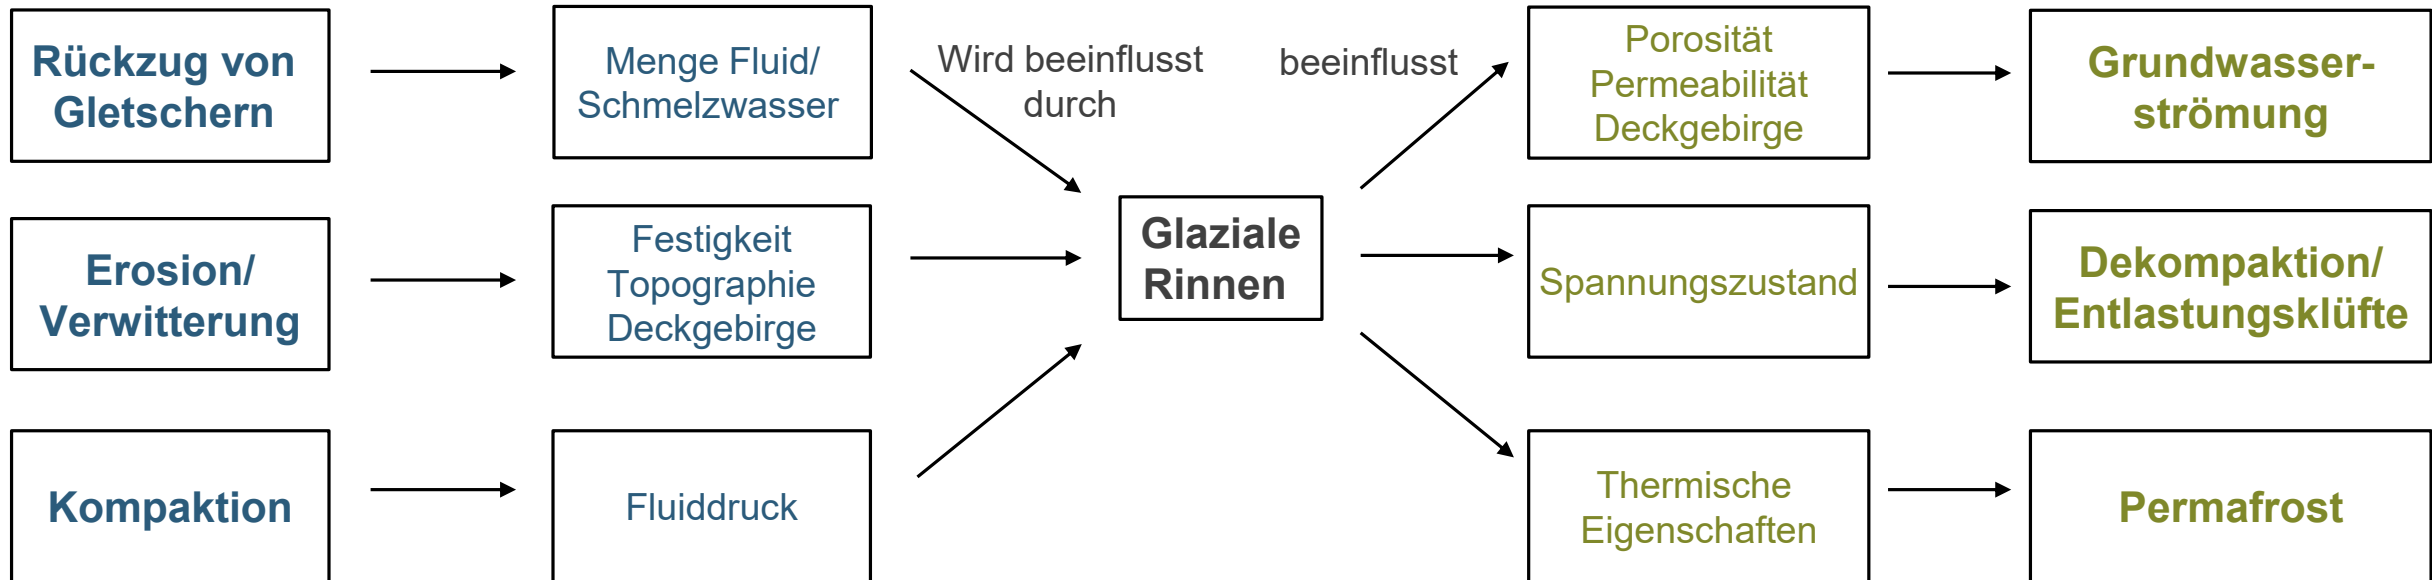 Rückzug von
Gletschern
Menge Fluid/
Schmelzwasser
Wird beeinflusst
durch
beeinflusst
Porosität
Permeabilität
Deckgebirge
Grundwasser-
strömung
Erosion/
Verwitterung
Festigkeit
Topographie
Deckgebirge
Glaziale
Rinnen
Spannungszustand
Dekompaktion/
Entlastungsklüfte
Kompaktion
Fluiddruck
Thermische
Eigenschaften
Permafrost